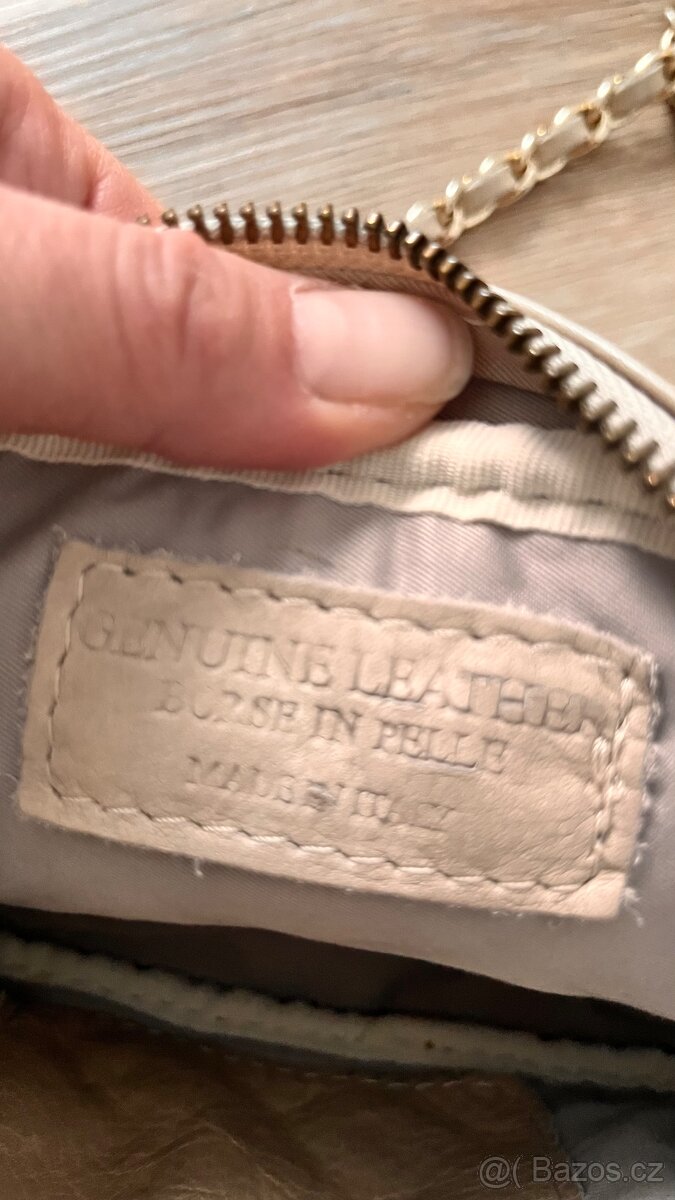 GENUINE LEATHER
BORSE IN PELLE
MADE IN ITALY
@( Bazos.cz